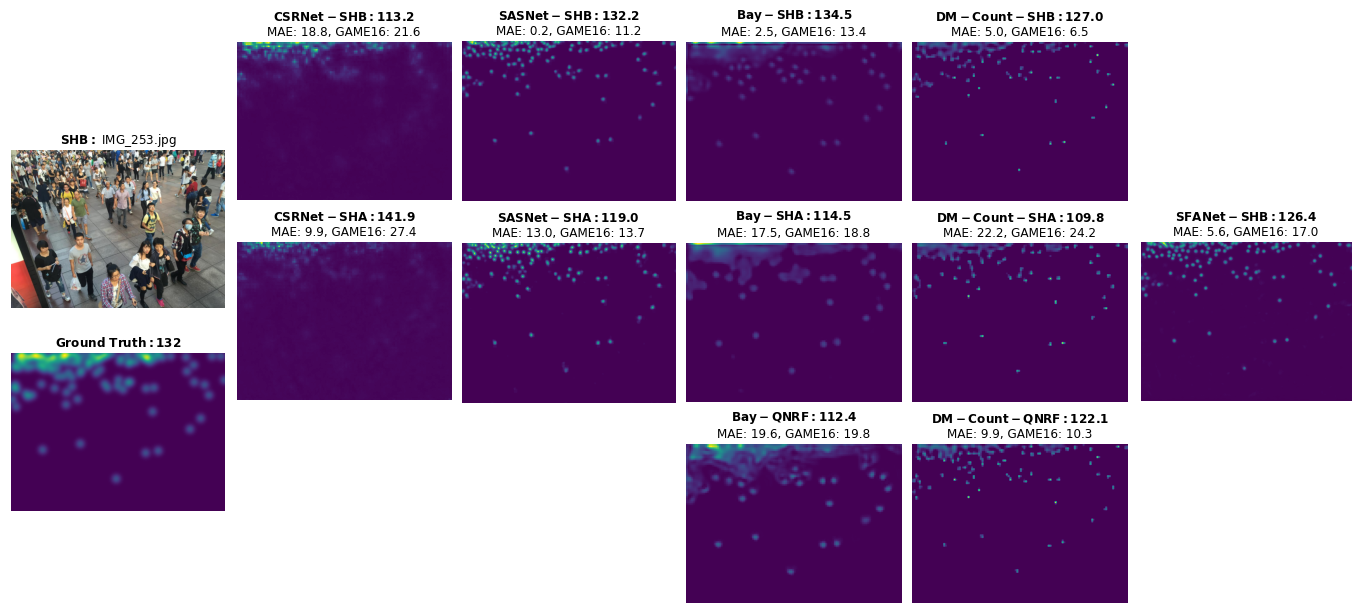 CSRNet−SHB: 113.2
MAE: 18.8, GAME16: 21.6
SASNet−SHB: 132.2
MAE: 0.2, GAME16: 11.2
Bay−SHB: 134.5
MAE: 2.5, GAME16: 13.4
DM−Count−SHB: 127.0
MAE: 5.0, GAME16: 6.5
SHB: IMG_253.jpg
CSRNet−SHA: 141.9
MAE: 9.9, GAME16: 27.4
SASNet−SHA: 119.0
MAE: 13.0, GAME16: 13.7
Bay−SHA: 114.5
MAE: 17.5, GAME16: 18.8
DM−Count−SHA: 109.8
MAE: 22.2, GAME16: 24.2
SFANet−SHB: 126.4
MAE: 5.6, GAME16: 17.0
Ground Truth: 132
Bay−QNRF: 112.4
MAE: 19.6, GAME16: 19.8
DM−Count−QNRF: 122.1
MAE: 9.9, GAME16: 10.3